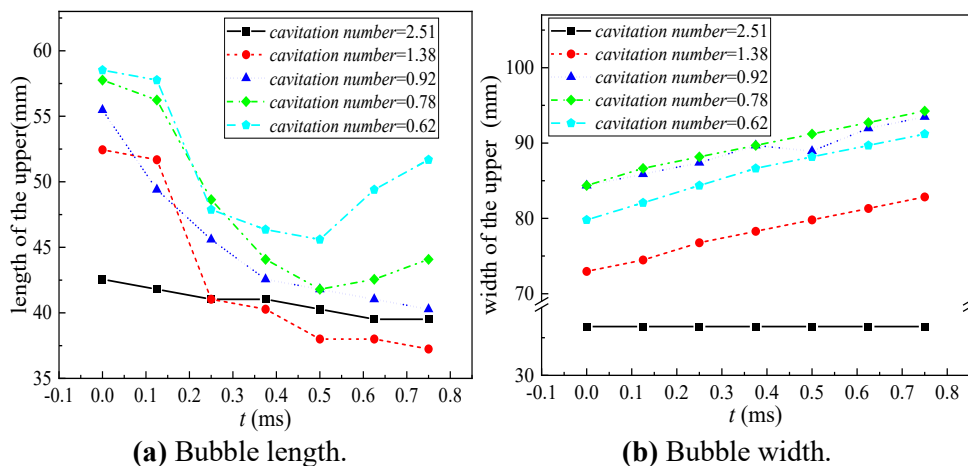 length of the upper(mm)
60
55
50
45
40
35
-0.1 0.0 0.1 0.2 0.3 0.4 0.5 0.6 0.7 0.8
t (ms)
cavitation number=2.51
cavitation number=1.38
cavitation number=0.92
cavitation number=0.78
cavitation number=0.62
(a) Bubble length.
width of the upper (mm)
100
90
80
70
30
-0.1 0.0 0.1 0.2 0.3 0.4 0.5 0.6 0.7 0.8
t (ms)
cavitation number=2.51
cavitation number=1.38
cavitation number=0.92
cavitation number=0.78
cavitation number=0.62
(b) Bubble width.